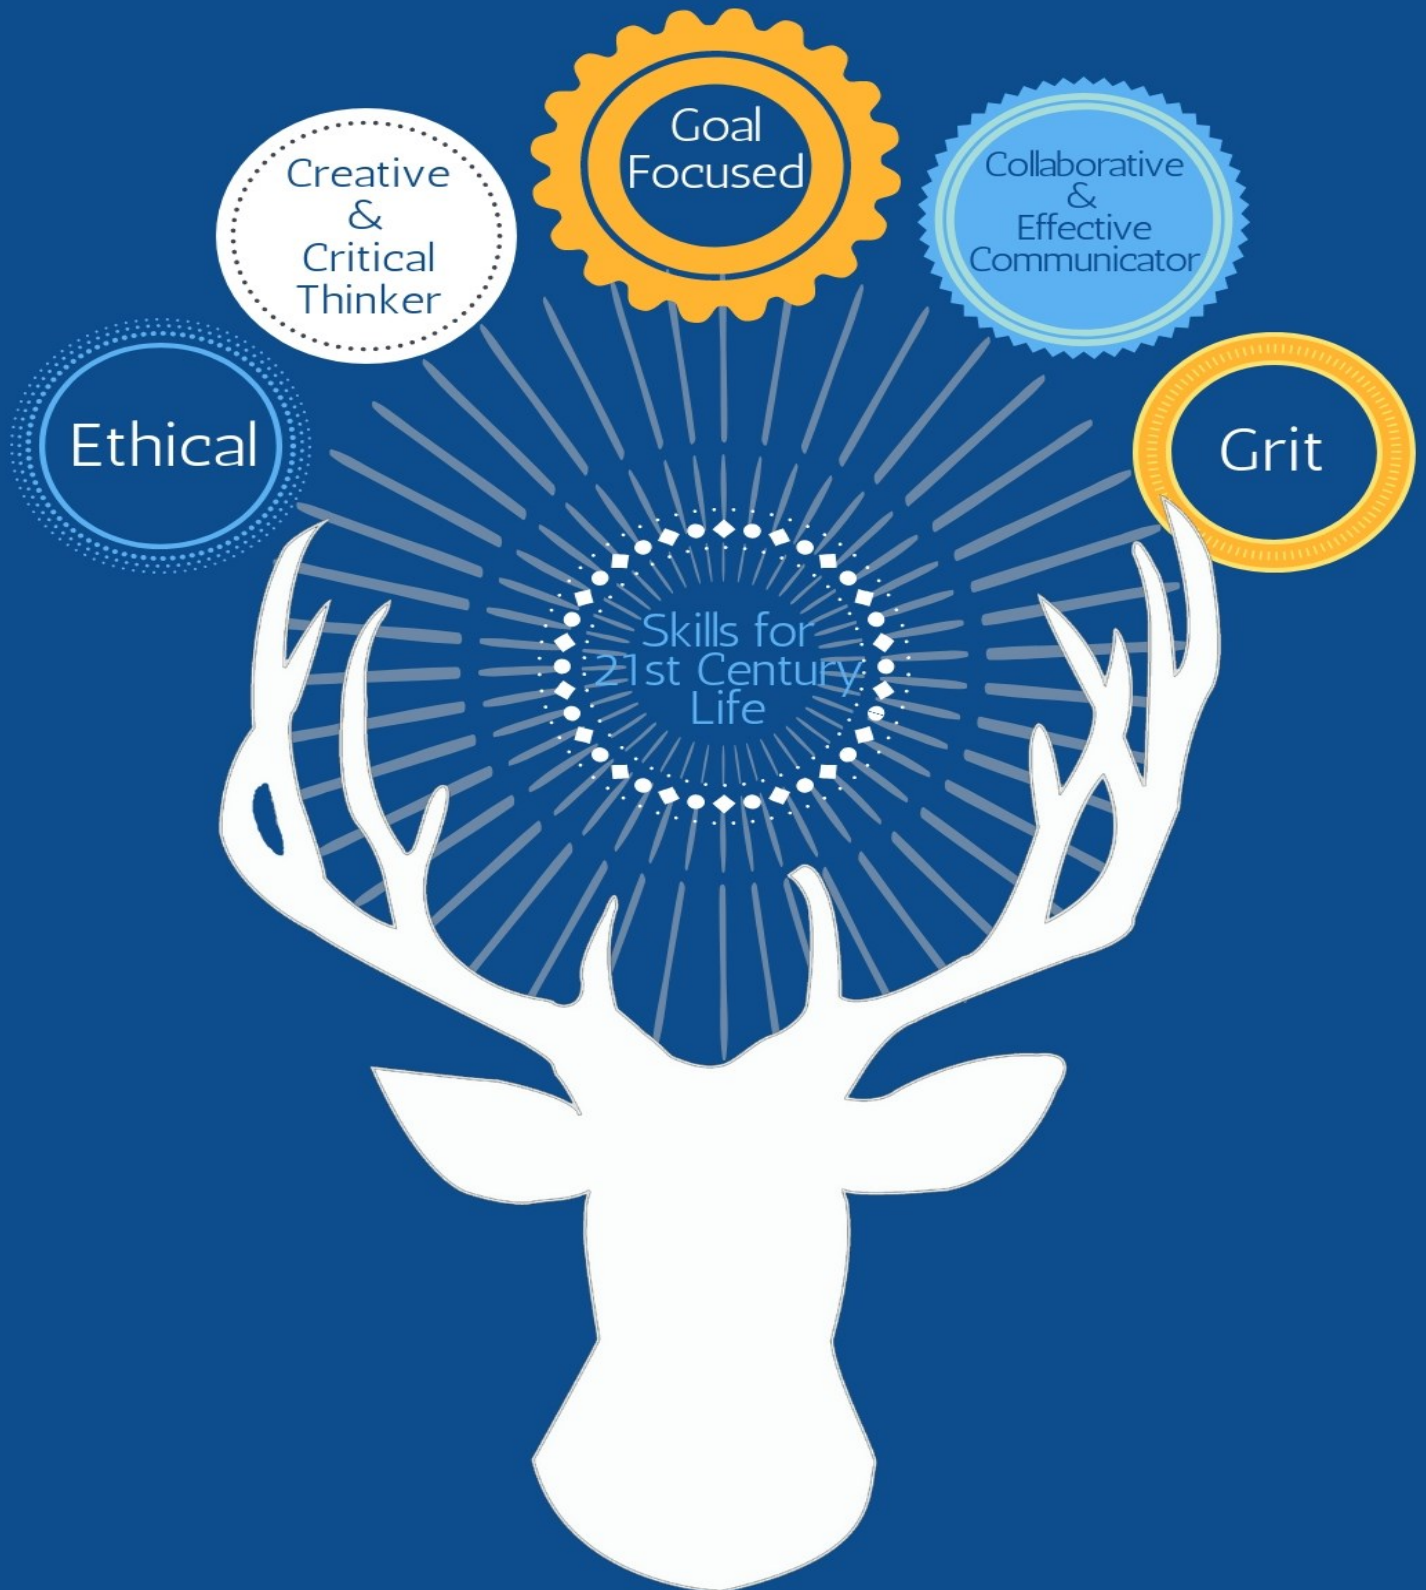 Goal
Focused
Creative
&
Critical
Thinker
Collaborative
&
Effective
Communicator
Ethical
Grit
Skills for
21st Century
Life